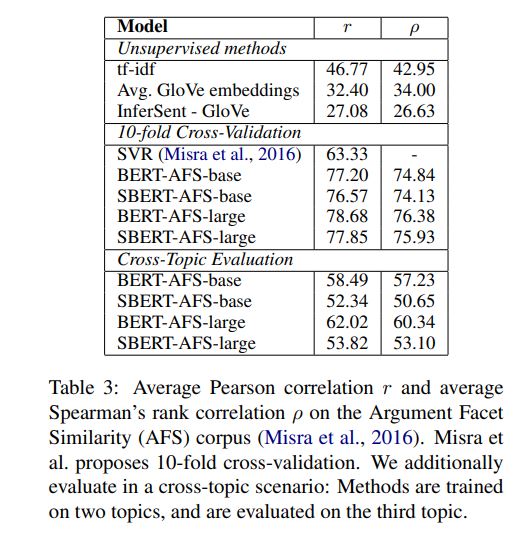 Model r ρ
Unsupervised methods
tf-idf 46.77 42.95
Avg. GloVe embeddings 32.40 34.00
InferSent - GloVe 27.08 26.63
10-fold Cross-Validation
SVR (Misra et al., 2016) 63.33 -
BERT-AFS-base 77.20 74.84
SBERT-AFS-base 76.57 74.13
BERT-AFS-large 78.68 76.38
SBERT-AFS-large 77.85 75.93
Cross-Topic Evaluation
BERT-AFS-base 58.49 57.23
SBERT-AFS-base 52.34 50.65
BERT-AFS-large 62.02 60.34
SBERT-AFS-large 53.82 53.10
Table 3: Average Pearson correlation r and average
Spearman's rank correlation ρ on the Argument Facet
Similarity (AFS) corpus (Misra et al., 2016). Misra et
al. proposes 10-fold cross-validation. We additionally
evaluate in a cross-topic scenario: Methods are trained
on two topics, and are evaluated on the third topic.